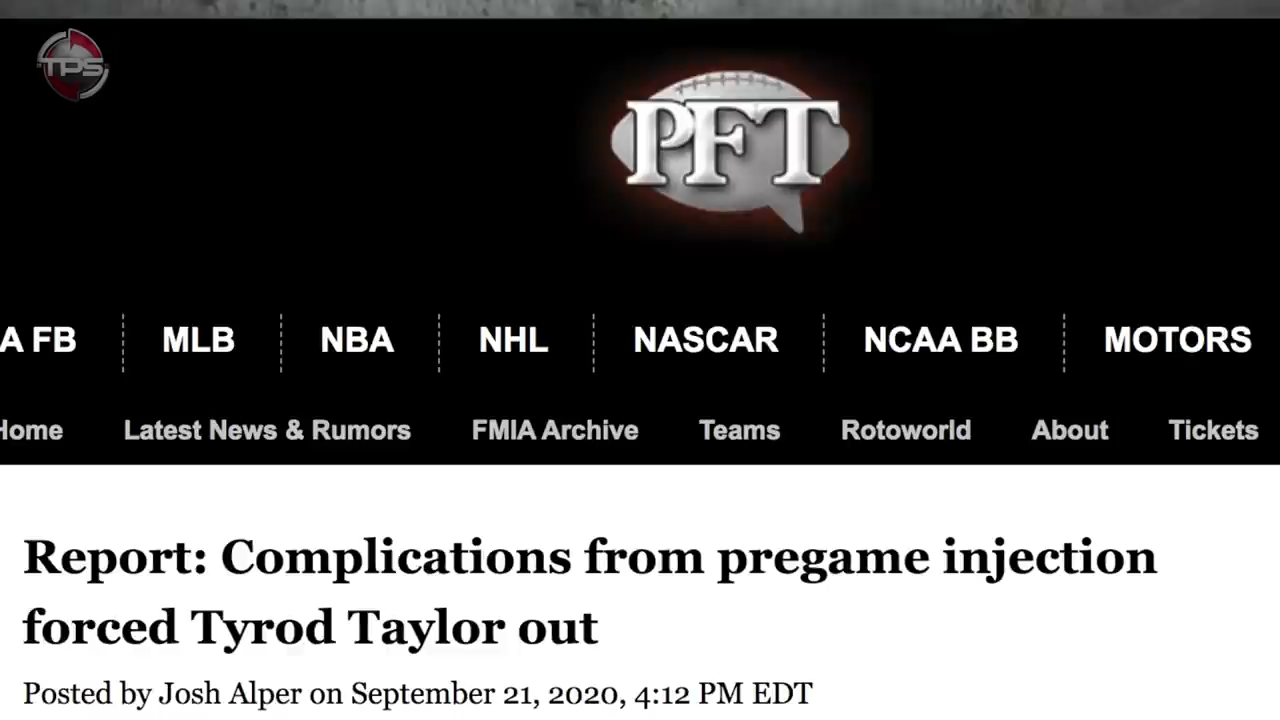 TPS
PFT
A FB MLB NBA NHL NASCAR NCAA BB MOTORS
Home Latest News & Rumors FMIA Archive Teams Rotoworld About Tickets
Report: Complications from pregame injection
forced Tyrod Taylor out
Posted by Josh Alper on September 21, 2020, 4:12 PM EDT